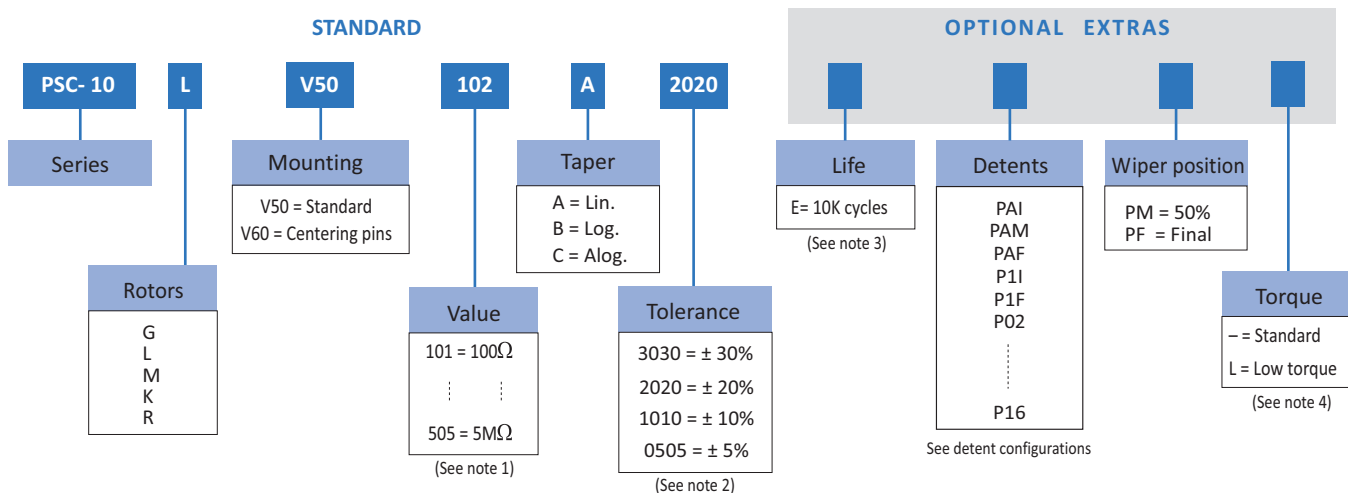 STANDARD
OPTIONAL EXTRAS
PSC- 10
L
V50
102
A
2020
Series
Rotors
G
L
M
K
R
Mounting
V50 = Standard
V60 = Centering pins
Value
101 = 100Ω
505 = 5MΩ
(See note 1)
Taper
A = Lin.
B = Log.
C = Alog.
Tolerance
3030 = ± 30%
2020 = ± 20%
1010 = ± 10%
0505 = ± 5%
(See note 2)
Life
E= 10K cycles
(See note 3)
Detents
PAI
PAM
PAF
P1I
P1F
P02
P16
See detent configurations
Wiper position
PM = 50%
PF = Final
Torque
– = Standard
L = Low torque
(See note 4)